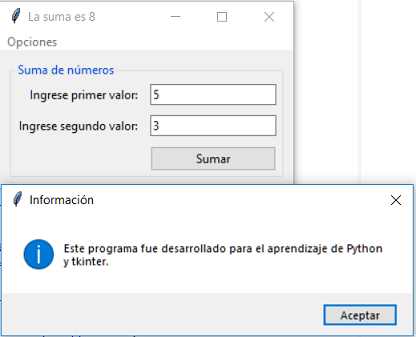 La suma es 8
Opciones
Suma de números
Ingrese primer valor: 5
Ingrese segundo valor: 3
Sumar
Información
Este programa fue desarrollado para el aprendizaje de Python
y tkinter.
Aceptar